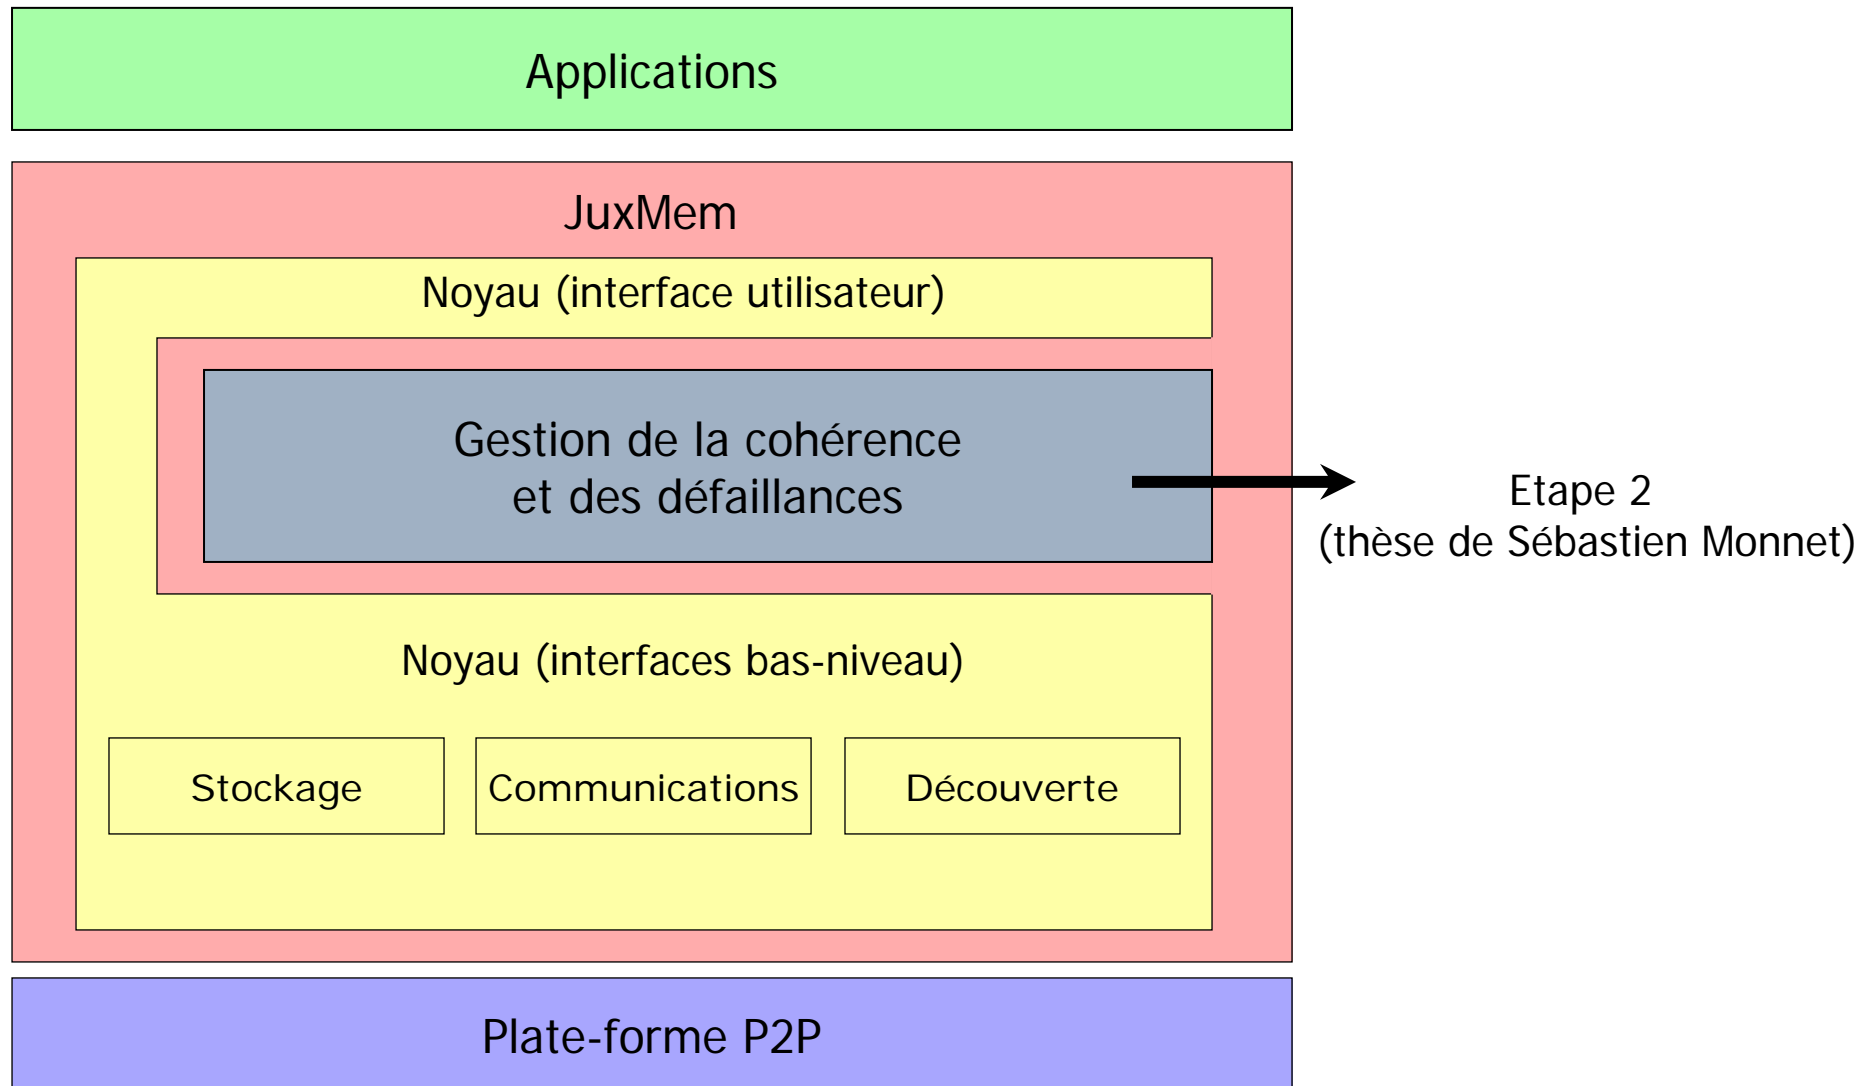 Applications
JuxMem
Noyau (interface utilisateur)
Gestion de la cohérence
et des défaillances
Etape 2
(thèse de Sébastien Monnet)
Noyau (interfaces bas-niveau)
Stockage
Communications
Découverte
Plate-forme P2P